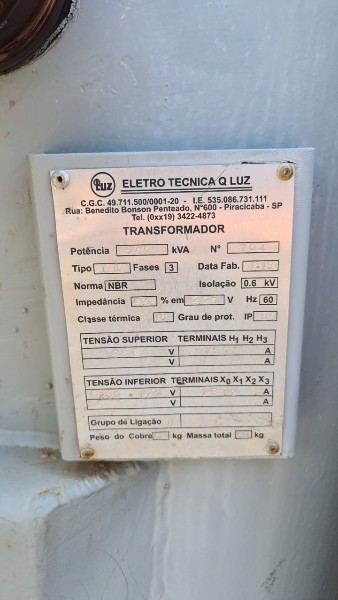 Luz ELETRO TECNICA Q LUZ
C.G.C. 49.711.500/0001-20 - I.E. 535.086.731.111
Rua: Benedito Bonson Penteado, N°600 - Piracicaba - SP
Tel. (0xx19) 3422-4873
TRANSFORMADOR
Potência kVA N°
Tipo Fases 3 Data Fab.
Norma NBR Isolação 0.6 kV
Impedância % em V Hz 60
Classe térmica Grau de prot. IP
TENSÃO SUPERIOR TERMINAIS H1 H2 H3
V A
V A
TENSÃO INFERIOR TERMINAIS X0 X1 X2 X3
V A
V A
Grupo de Ligação
Peso do Cobre kg Massa total kg